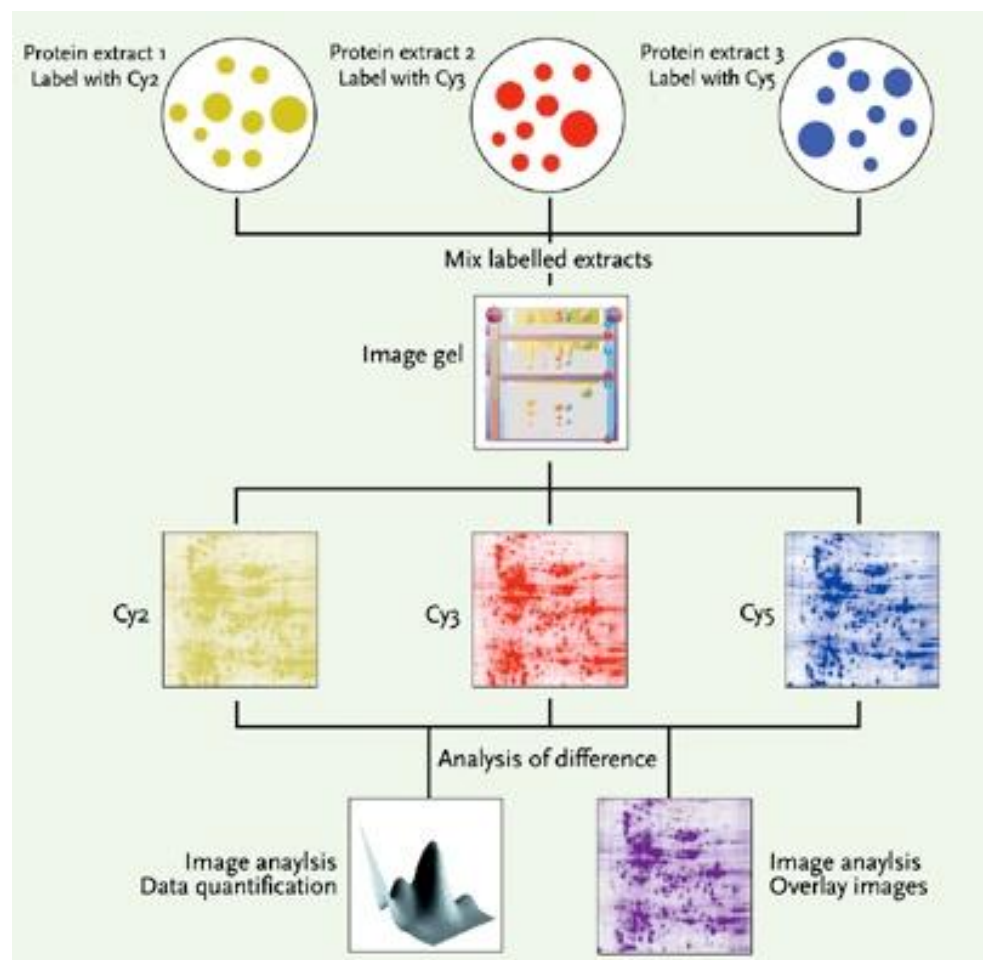 Protein extract 1
Label with Cy2
Protein extract 2
Label with Cy3
Protein extract 3
Label with Cy5
Mix labelled extracts
Image gel
Cy2
Cy3
Cy5
Analysis of difference
Image anaylsis
Data quantification
Image anaylsis
Overlay images